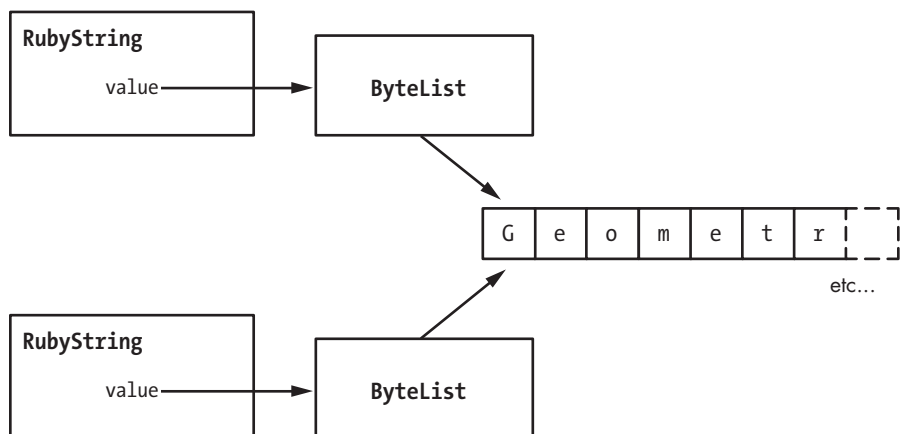 RubyString
value
ByteList
G e o m e t r
etc...
RubyString
value
ByteList